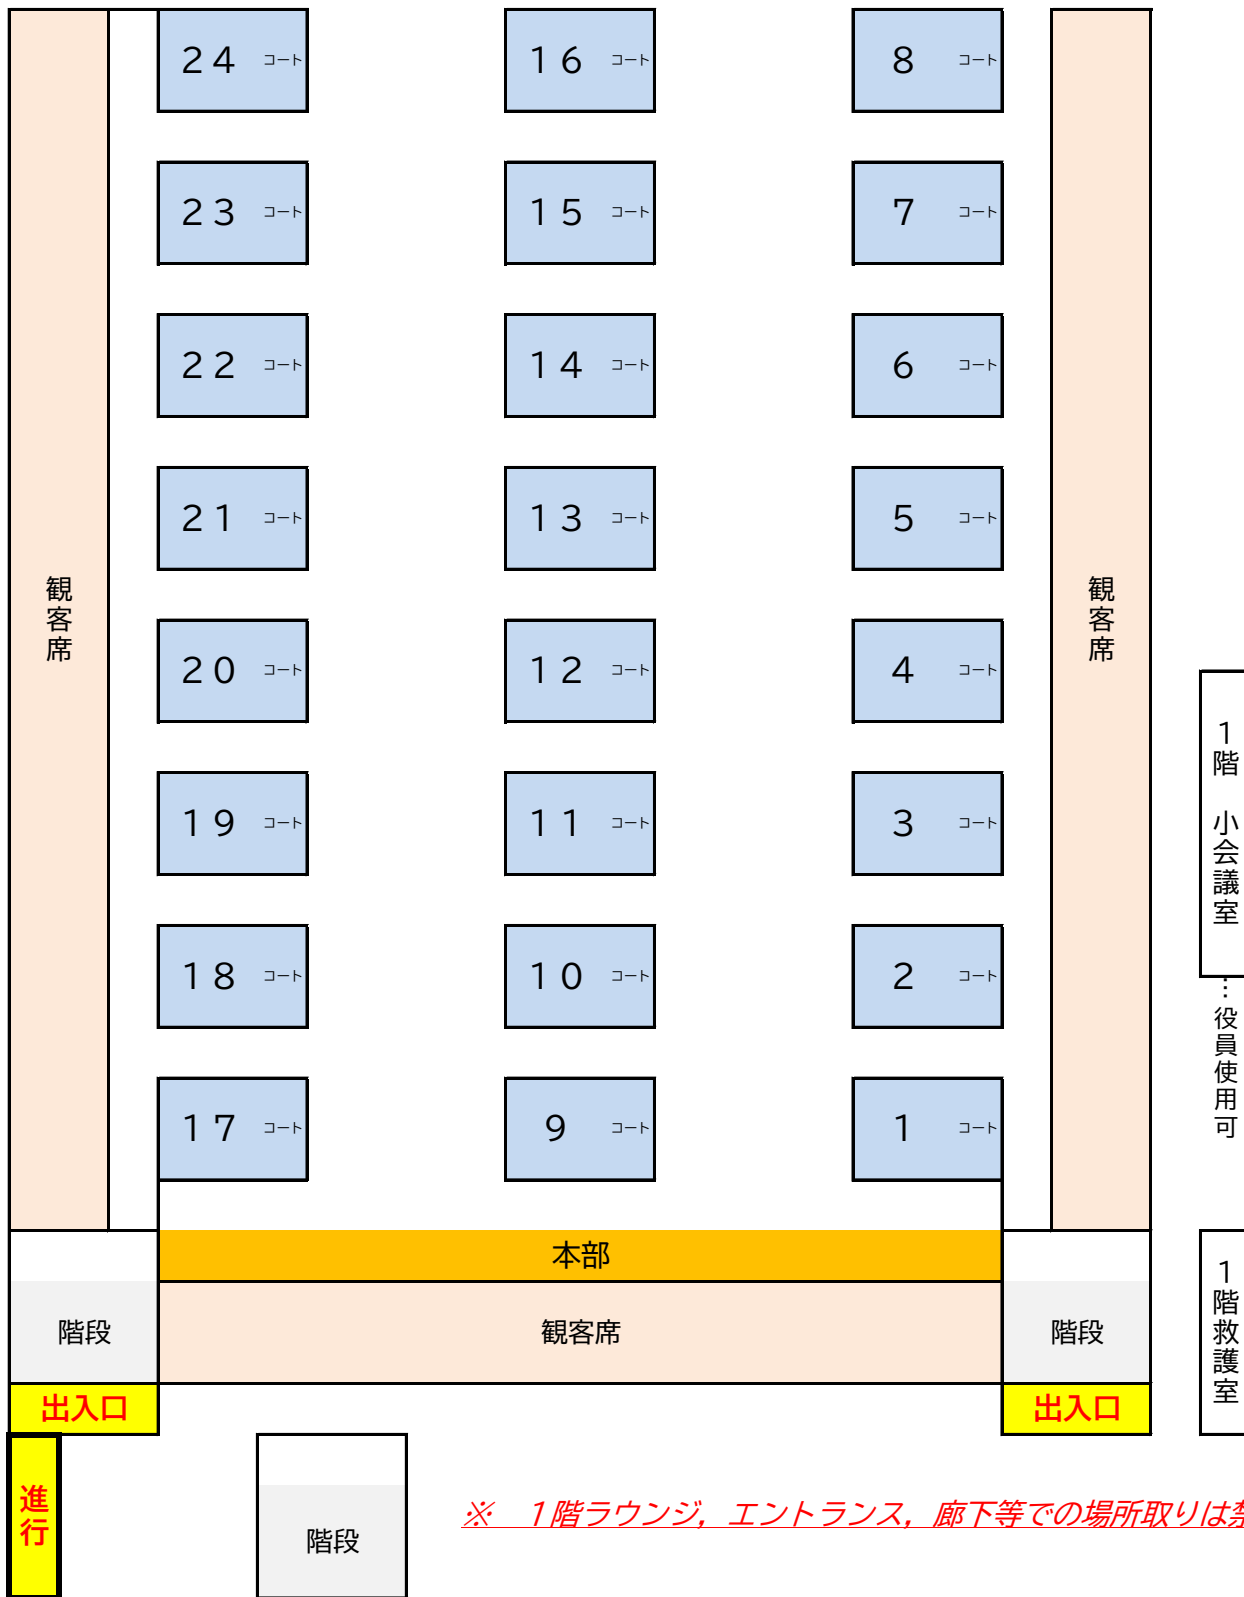 ２４ コート
１６ コート
８ コート
２３ コート
１５ コート
７ コート
２２ コート
１４ コート
６ コート
２１ コート
１３ コート
５ コート
観客席
観客席
２０ コート
１２ コート
４ コート
１９ コート
１１ コート
３ コート
１階　小会議室
…役員使用可
１８ コート
１０ コート
２ コート
１７ コート
９ コート
１ コート
本部
階段
観客席
階段
１階救護室
出入口
出入口
進行
階段
※　１階ラウンジ，エントランス，廊下等での場所取りは